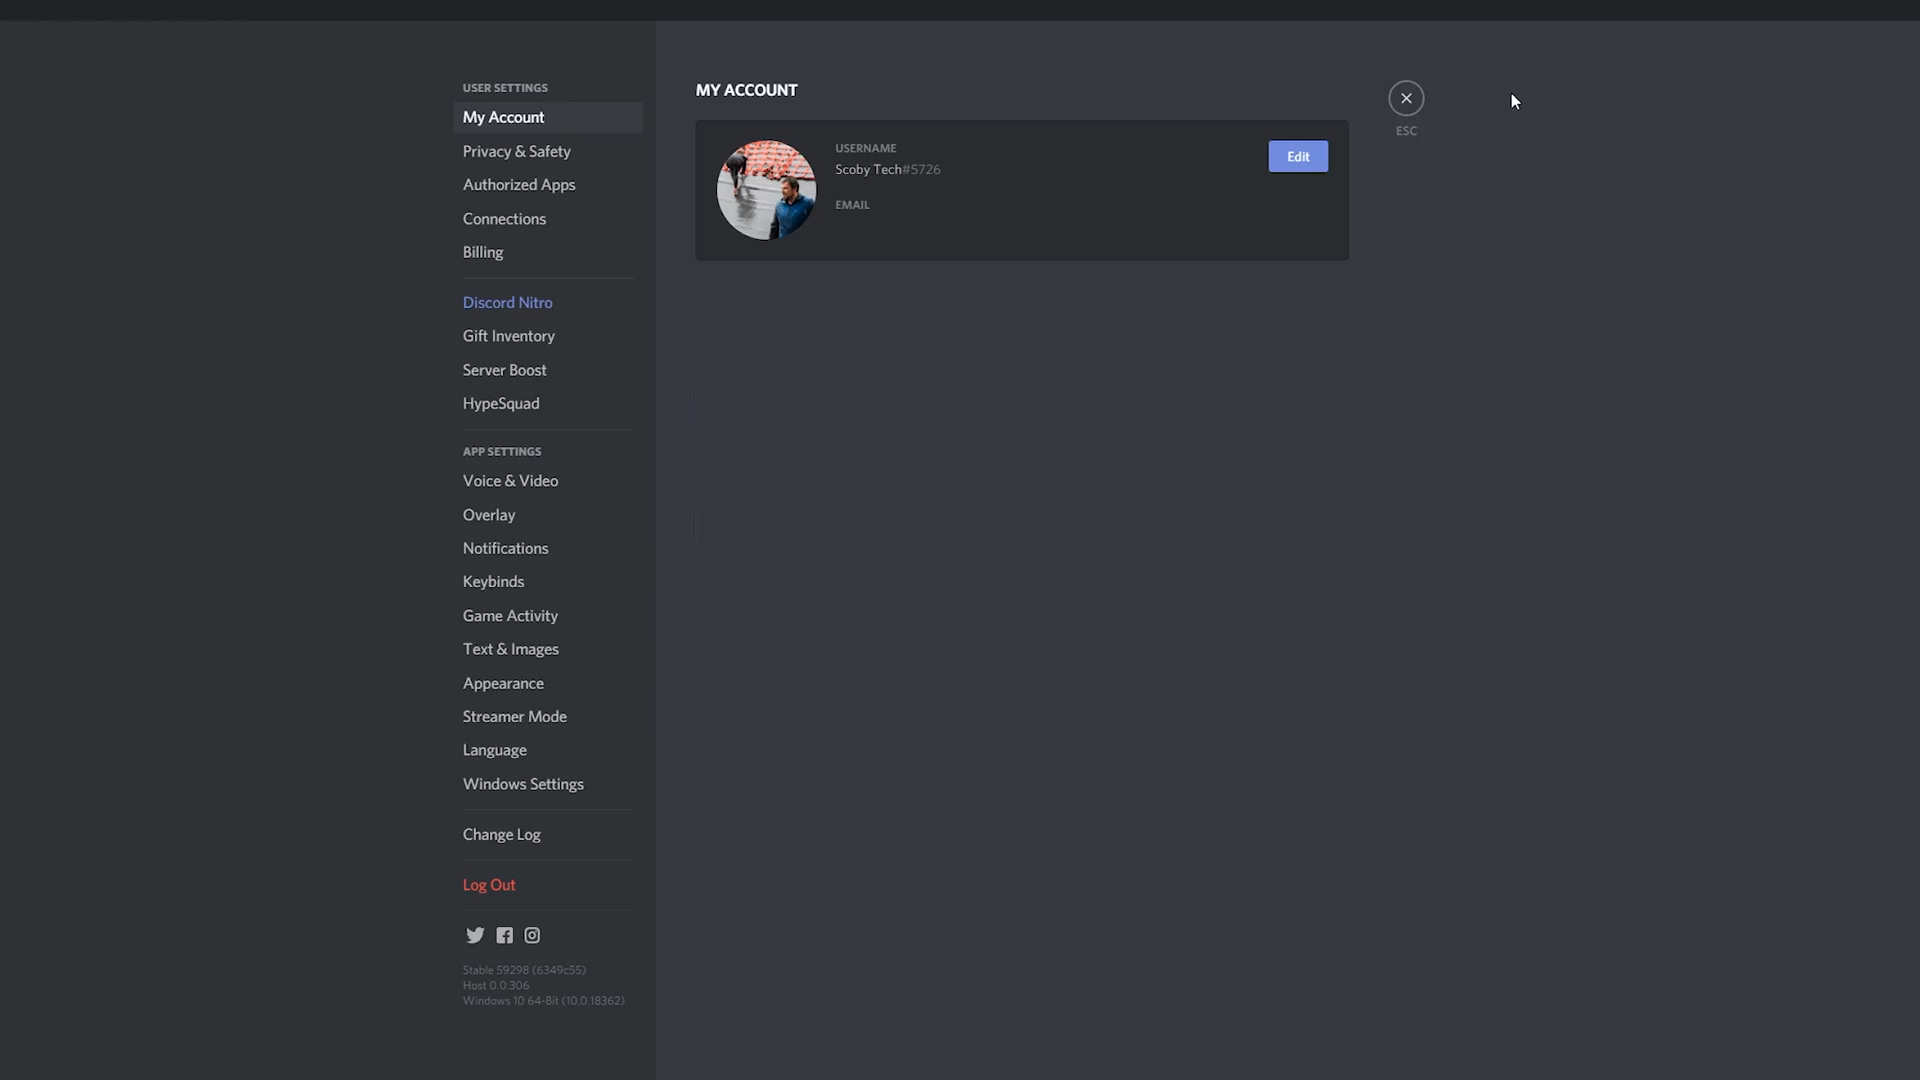 USER SETTINGS
My Account
Privacy & Safety
Authorized Apps
Connections
Billing
Discord Nitro
Gift Inventory
Server Boost
HypeSquad
APP SETTINGS
Voice & Video
Overlay
Notifications
Keybinds
Game Activity
Text & Images
Appearance
Streamer Mode
Language
Windows Settings
Change Log
Log Out
Stable 59298 (6349c55)
Host 0.0.306
Windows 10 64-Bit (10.0.18362)
MY ACCOUNT
USERNAME
Scoby Tech#5726
EMAIL
Edit
ESC